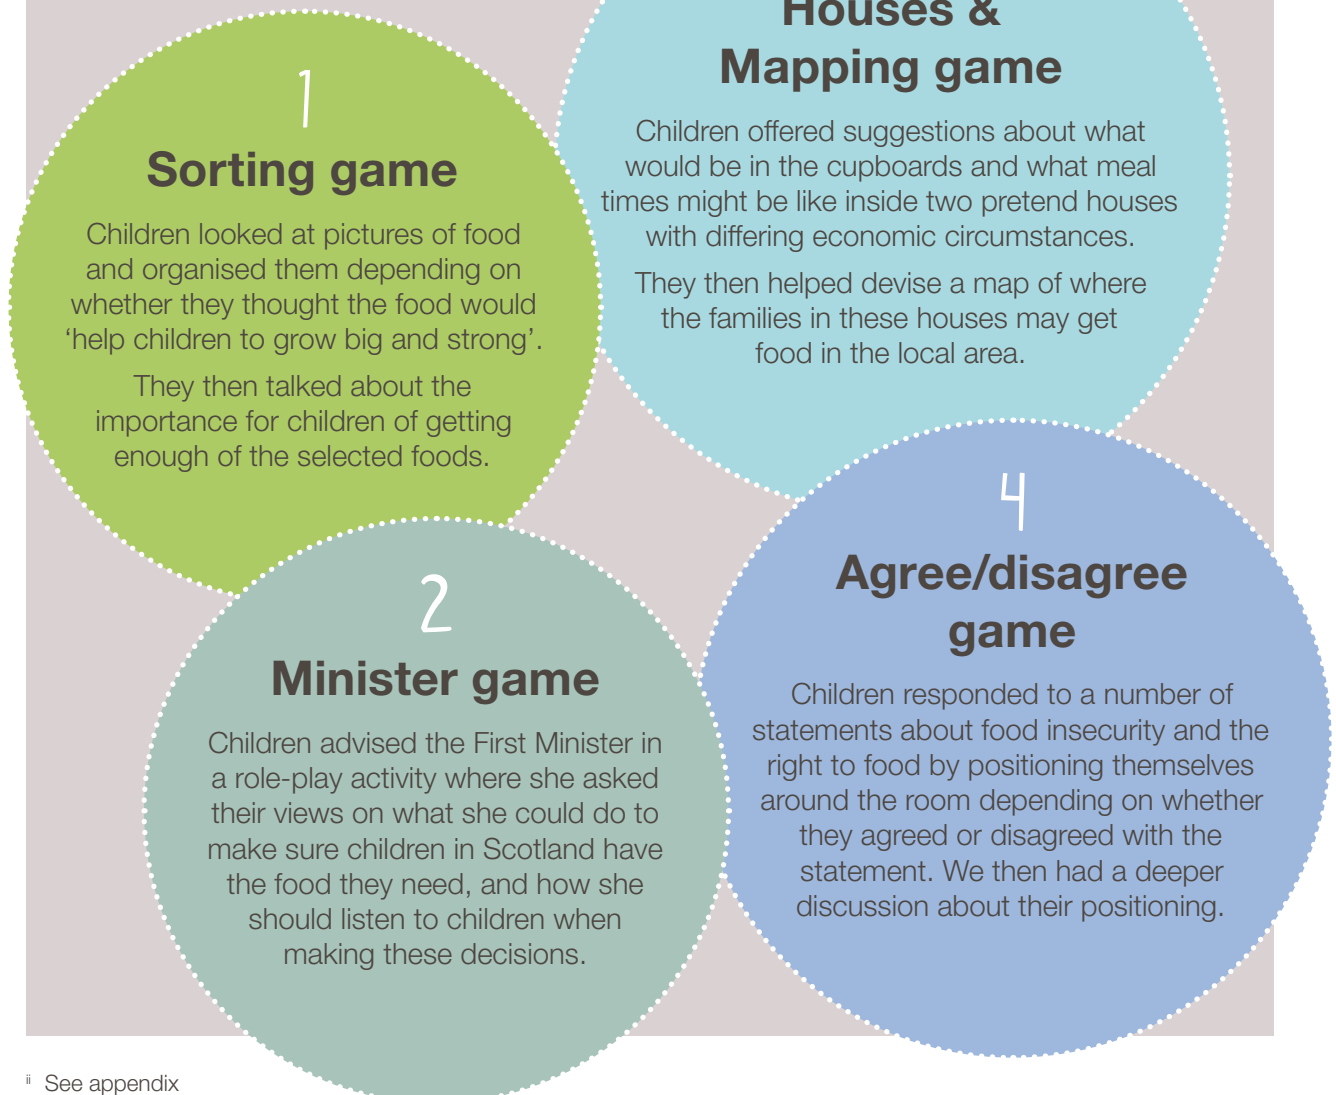 1
Sorting game
Children looked at pictures of food
and organised them depending on
whether they thought the food would
‘help children to grow big and strong’.
They then talked about the
importance for children of getting
enough of the selected foods.
Houses &
Mapping game
Children offered suggestions about what
would be in the cupboards and what meal
times might be like inside two pretend houses
with differing economic circumstances.
They then helped devise a map of where
the families in these houses may get
food in the local area.
2
Minister game
Children advised the First Minister in
a role-play activity where she asked
their views on what she could do to
make sure children in Scotland have
the food they need, and how she
should listen to children when
making these decisions.
4
Agree/disagree
game
Children responded to a number of
statements about food insecurity and the
right to food by positioning themselves
around the room depending on whether
they agreed or disagreed with the
statement. We then had a deeper
discussion about their positioning.
ii See appendix